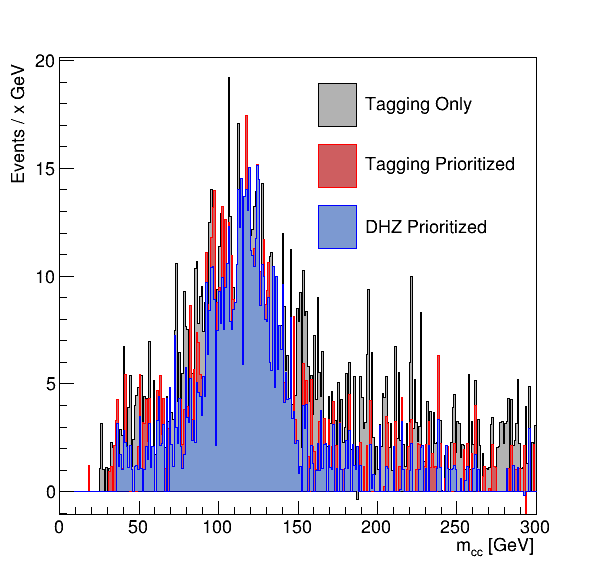 Events / x GeV
20
15
10
5
0
Tagging Only
Tagging Prioritized
DHZ Prioritized
0 50 100 150 200 250 300
m_cc [GeV]